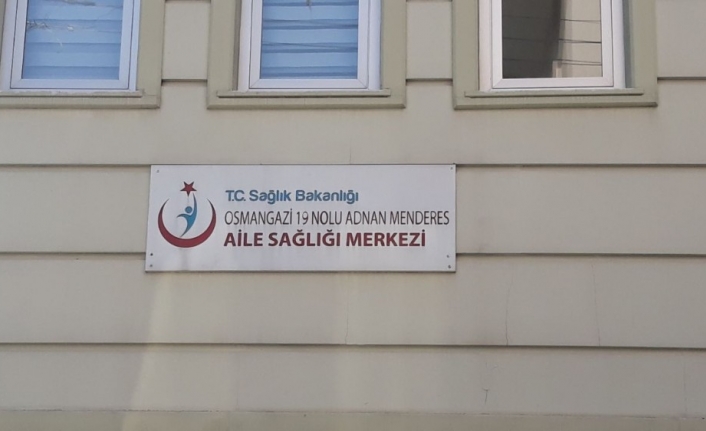 T.C. Sağlık Bakanlığı
OSMANGAZİ 19 NOLU ADNAN MENDERES
AİLE SAĞLIĞI MERKEZİ